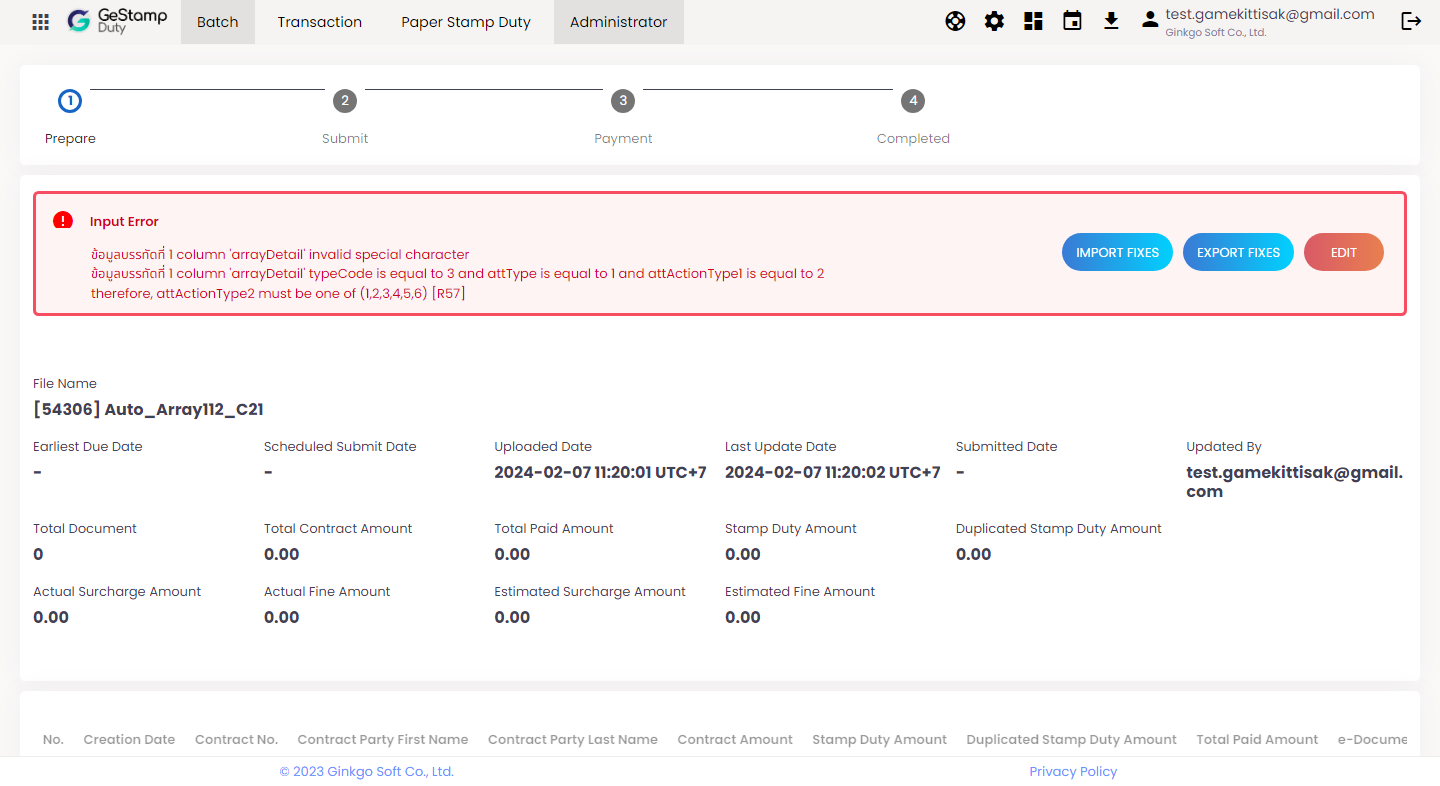 GeStamp
Duty
Batch
Transaction
Paper Stamp Duty
Administrator
test.gamekittisak@gmail.com
Ginkgo Soft Co., Ltd.
1
2
3
4
Prepare
Submit
Payment
Completed
Input Error
ข้อมูลบรรทัดที่ 1 column 'arrayDetail' invalid special character
ข้อมูลบรรทัดที่ 1 column 'arrayDetail' typeCode is equal to 3 and attType is equal to 1 and attActionType1 is equal to 2
therefore, attActionType2 must be one of (1,2,3,4,5,6) [R57]
IMPORT FIXES
EXPORT FIXES
EDIT
File Name
[54306] Auto_Array112_C21
Earliest Due Date
Scheduled Submit Date
Uploaded Date
Last Update Date
Submitted Date
Updated By
-
-
2024-02-07 11:20:01 UTC+7
2024-02-07 11:20:02 UTC+7
-
test.gamekittisak@gmail.
com
Total Document
Total Contract Amount
Total Paid Amount
Stamp Duty Amount
Duplicated Stamp Duty Amount
0
0.00
0.00
0.00
0.00
Actual Surcharge Amount
Actual Fine Amount
Estimated Surcharge Amount
Estimated Fine Amount
0.00
0.00
0.00
0.00
No.
Creation Date
Contract No.
Contract Party First Name
Contract Party Last Name
Contract Amount
Stamp Duty Amount
Duplicated Stamp Duty Amount
Total Paid Amount
e-Docume
© 2023 Ginkgo Soft Co., Ltd.
Privacy Policy